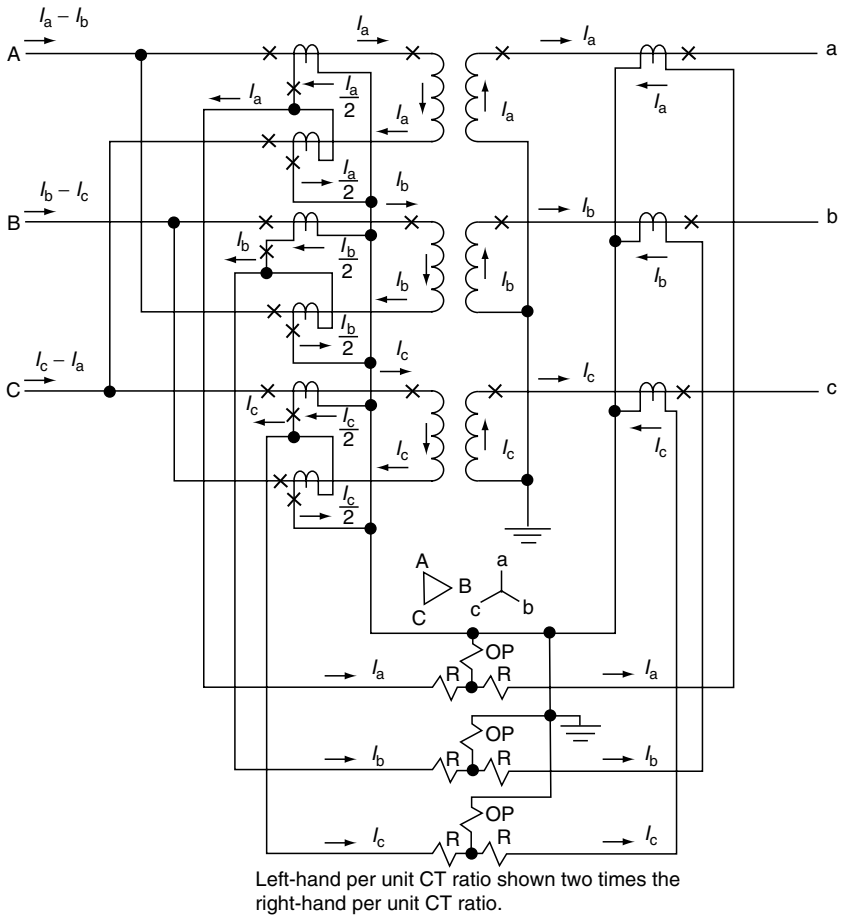 Ia – Ib
Ia
Ia
A
a
Ia
Ia/2
Ia
Ia
Ia
Ia/2
Ib – Ic
Ib
Ib
B
b
Ib
Ib/2
Ib
Ib
Ib
Ib/2
Ic – Ia
Ic
Ic
C
c
Ic
Ic/2
Ic
Ic
Ic
Ic/2
A
B
C
a
c
b
OP
Ia
R
R
Ia
OP
Ib
R
R
Ib
OP
Ic
R
R
Ic
Left-hand per unit CT ratio shown two times the
right-hand per unit CT ratio.